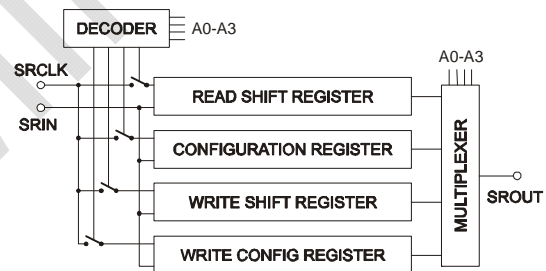 DECODER
A0-A3
SRCLK
A0-A3
READ SHIFT REGISTER
SRIN
CONFIGURATION REGISTER
MULTIPLEXER
SROUT
WRITE SHIFT REGISTER
WRITE CONFIG REGISTER